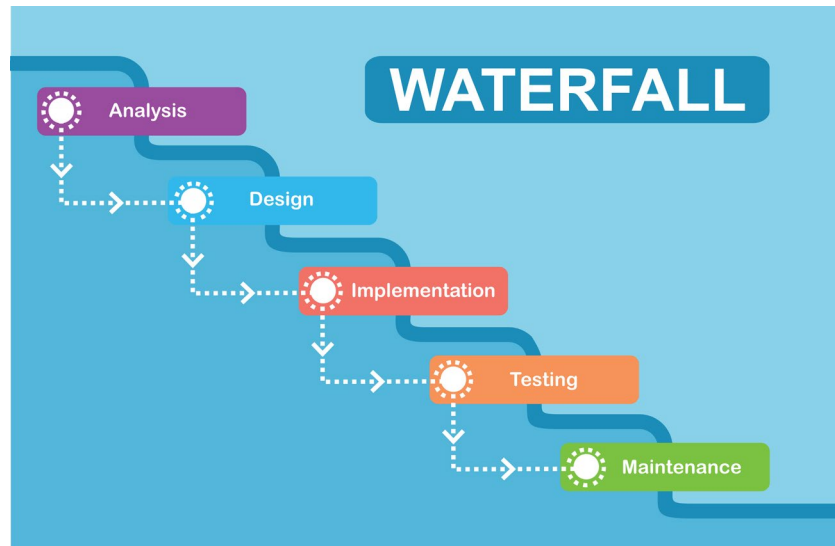 WATERFALL
Analysis
Design
Implementation
Testing
Maintenance